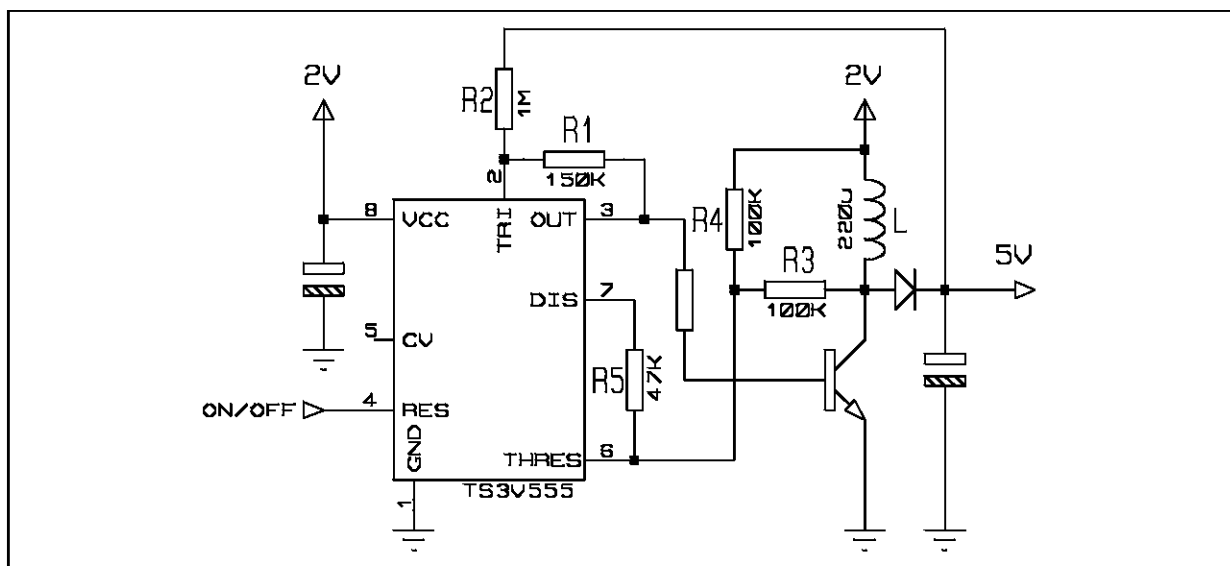 2V
R2
1M
R1
150K
2V
2
8
VCC
TRI
OUT
3
R4
100K
220u
L
5V
R3
100K
DIS
7
5
CV
R5
47K
ON/OFF
4
RES
GND
THRES
6
TS3V555
1